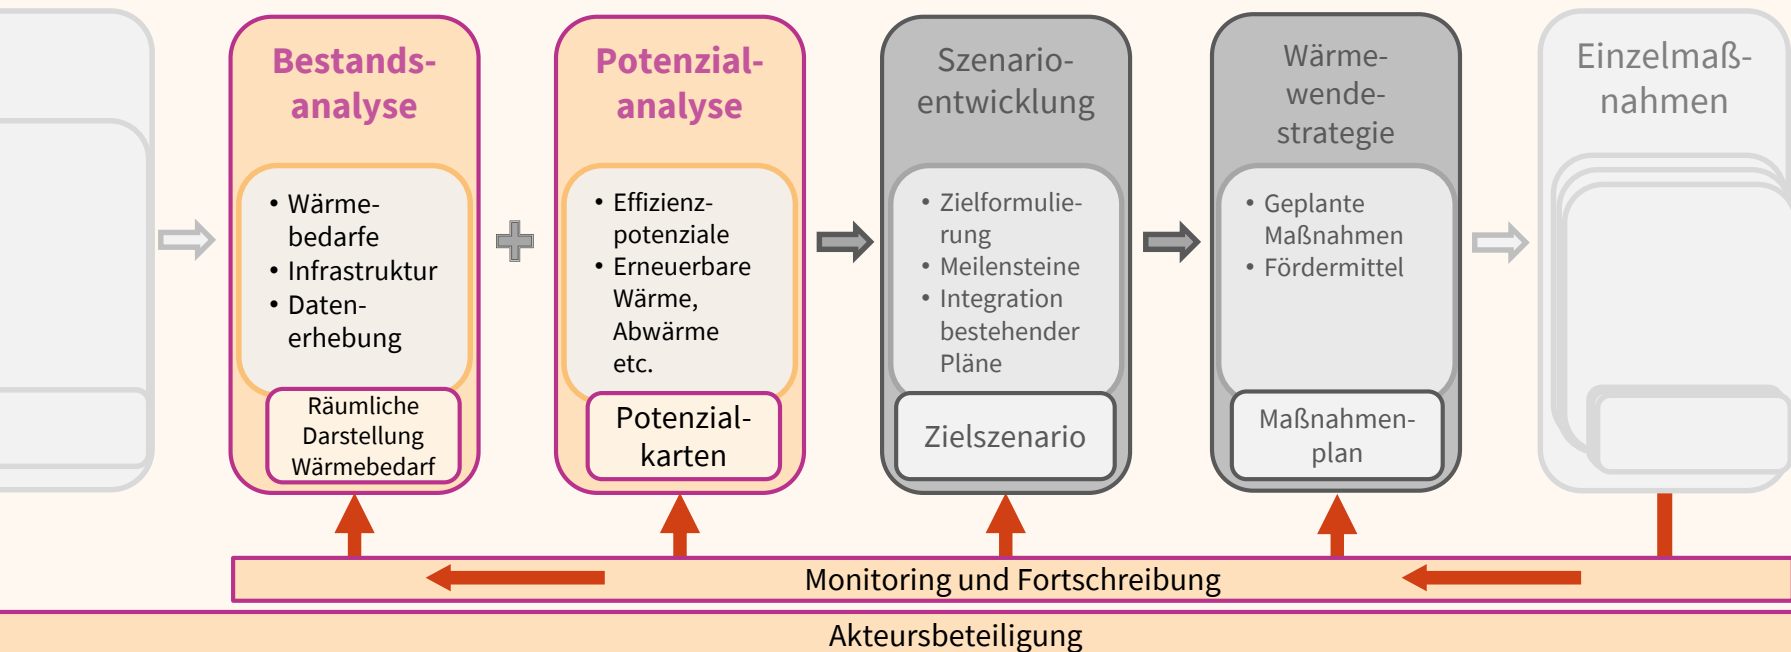 Bestands-
analyse
• Wärme-
bedarfe
• Infrastruktur
• Daten-
erhebung
Räumliche
Darstellung
Wärmebedarf
Potenzial-
analyse
• Effizienz-
potenziale
• Erneuerbare
Wärme,
Abwärme
etc.
Potenzial-
karten
Szenario-
entwicklung
• Zielformulie-
rung
• Meilensteine
• Integration
bestehender
Pläne
Zielszenario
Wärme-
wende-
strategie
• Geplante
Maßnahmen
• Fördermittel
Maßnahmen-
plan
Einzelmaß-
nahmen
Monitoring und Fortschreibung
Akteursbeteiligung